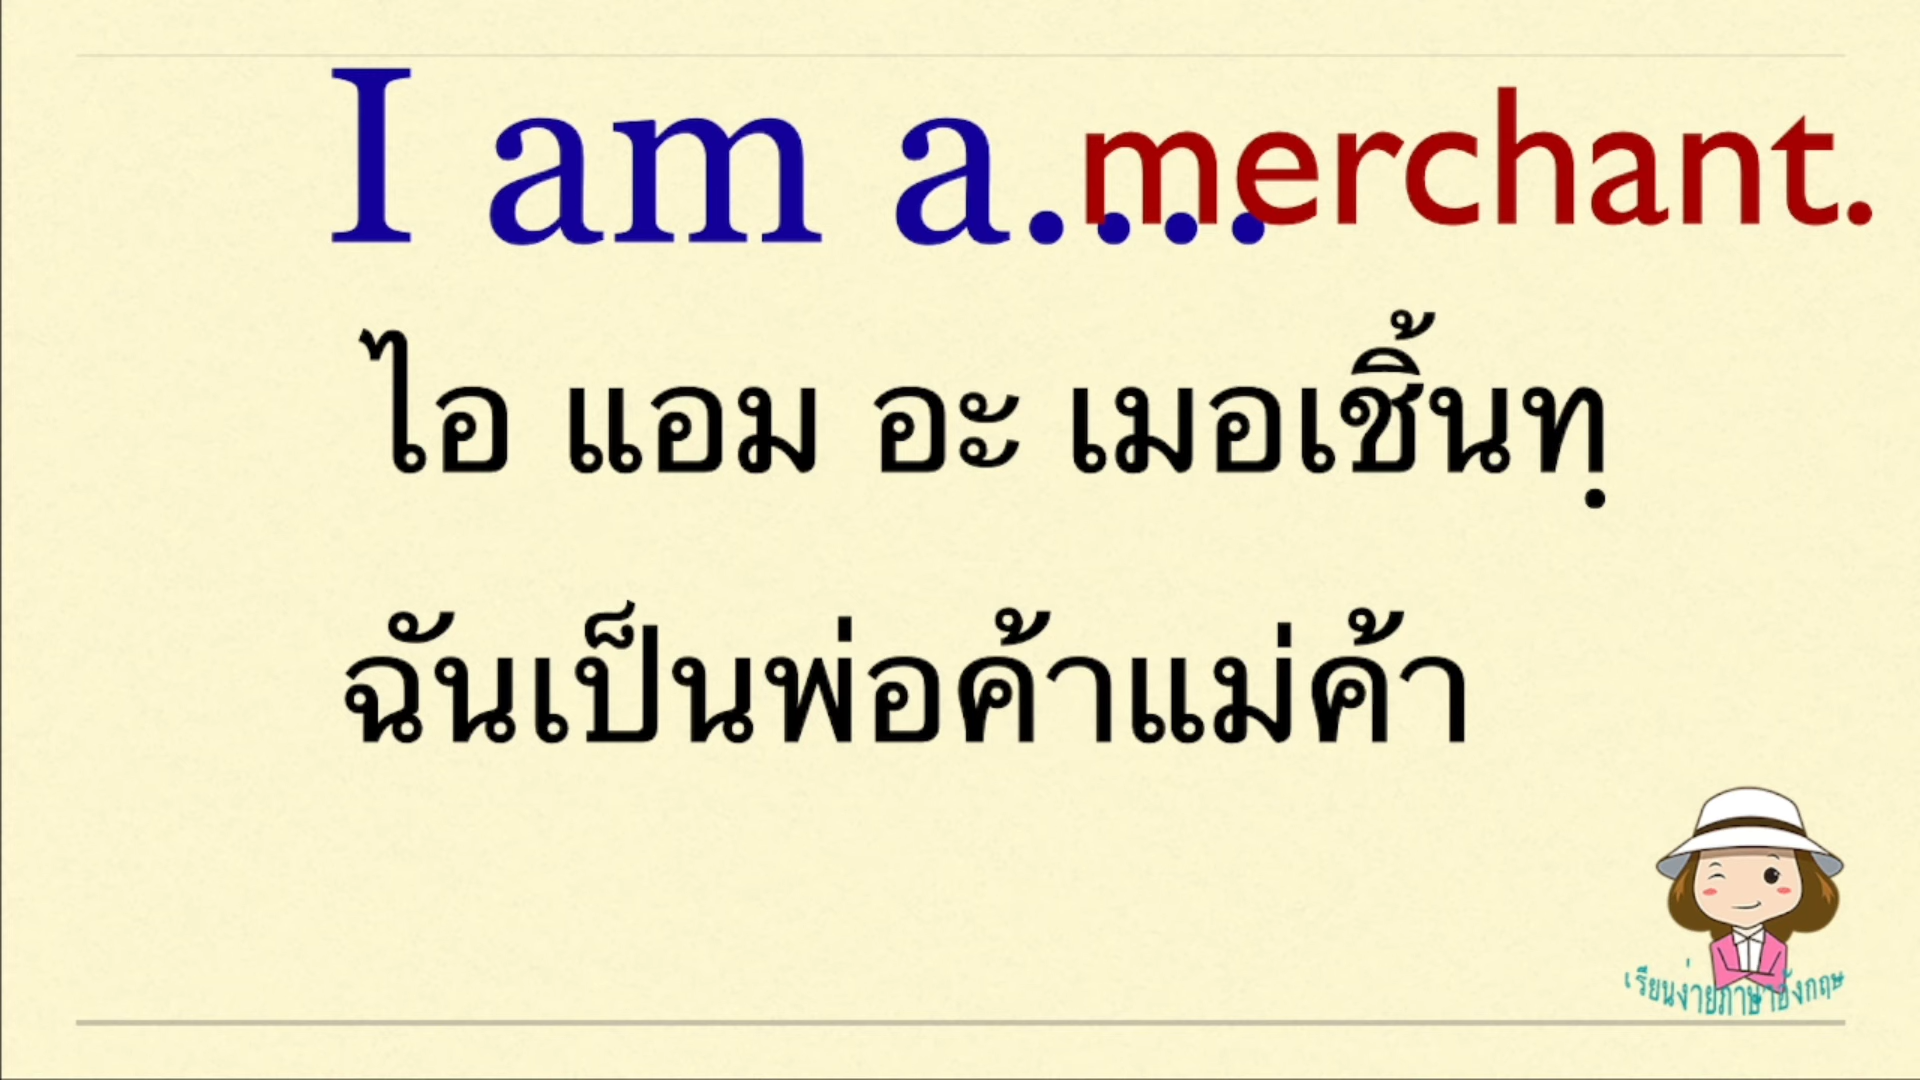 I am a.... merchant.
ไอ แอม อะ เมอเชิ้นทฺ
ฉันเป็นพ่อค้าแม่ค้า
เรียนง่ายภาษาอังกฤษ